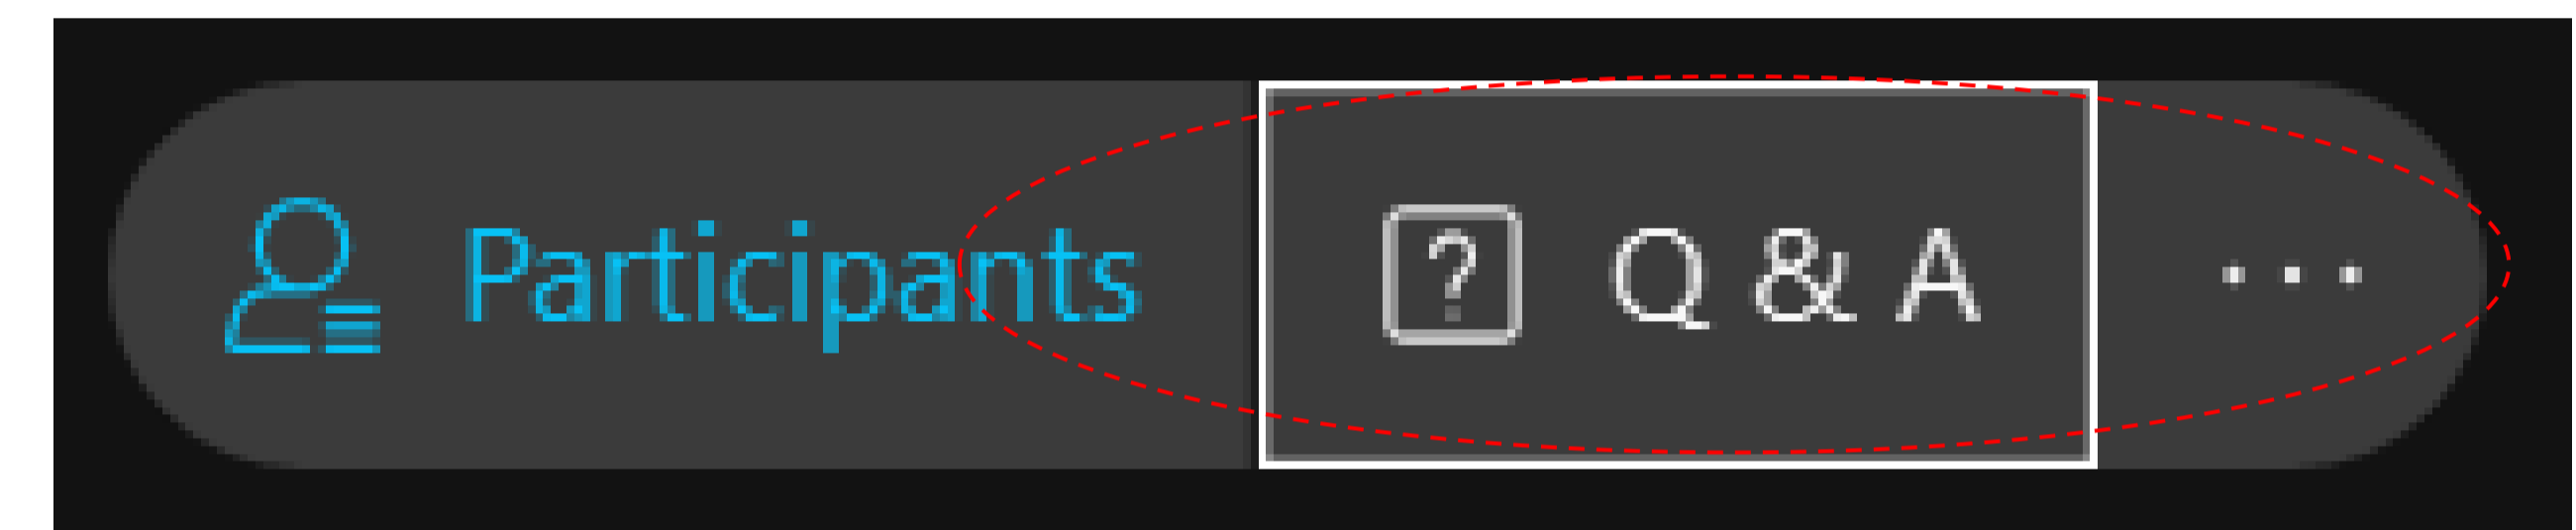 Participants ? Q & A ...